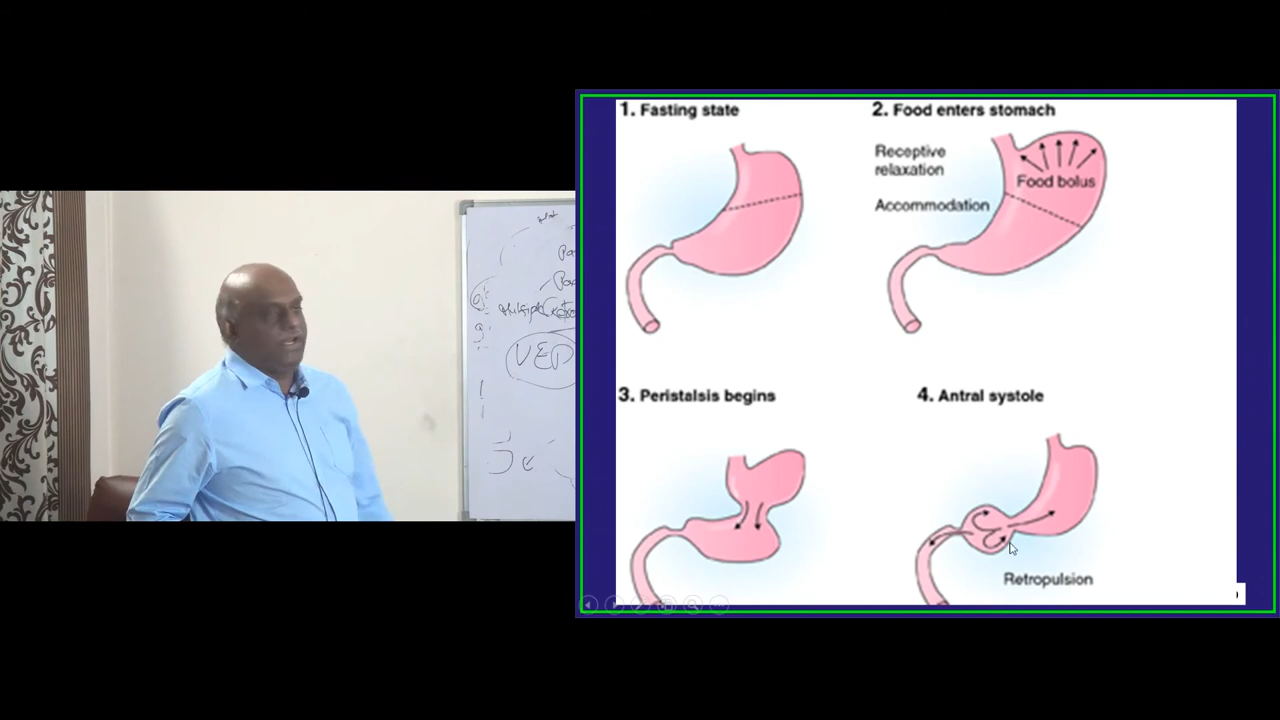 1. Fasting state
2. Food enters stomach
Receptive
relaxation
Food bolus
Accommodation
3. Peristalsis begins
4. Antral systole
Retropulsion
VEP